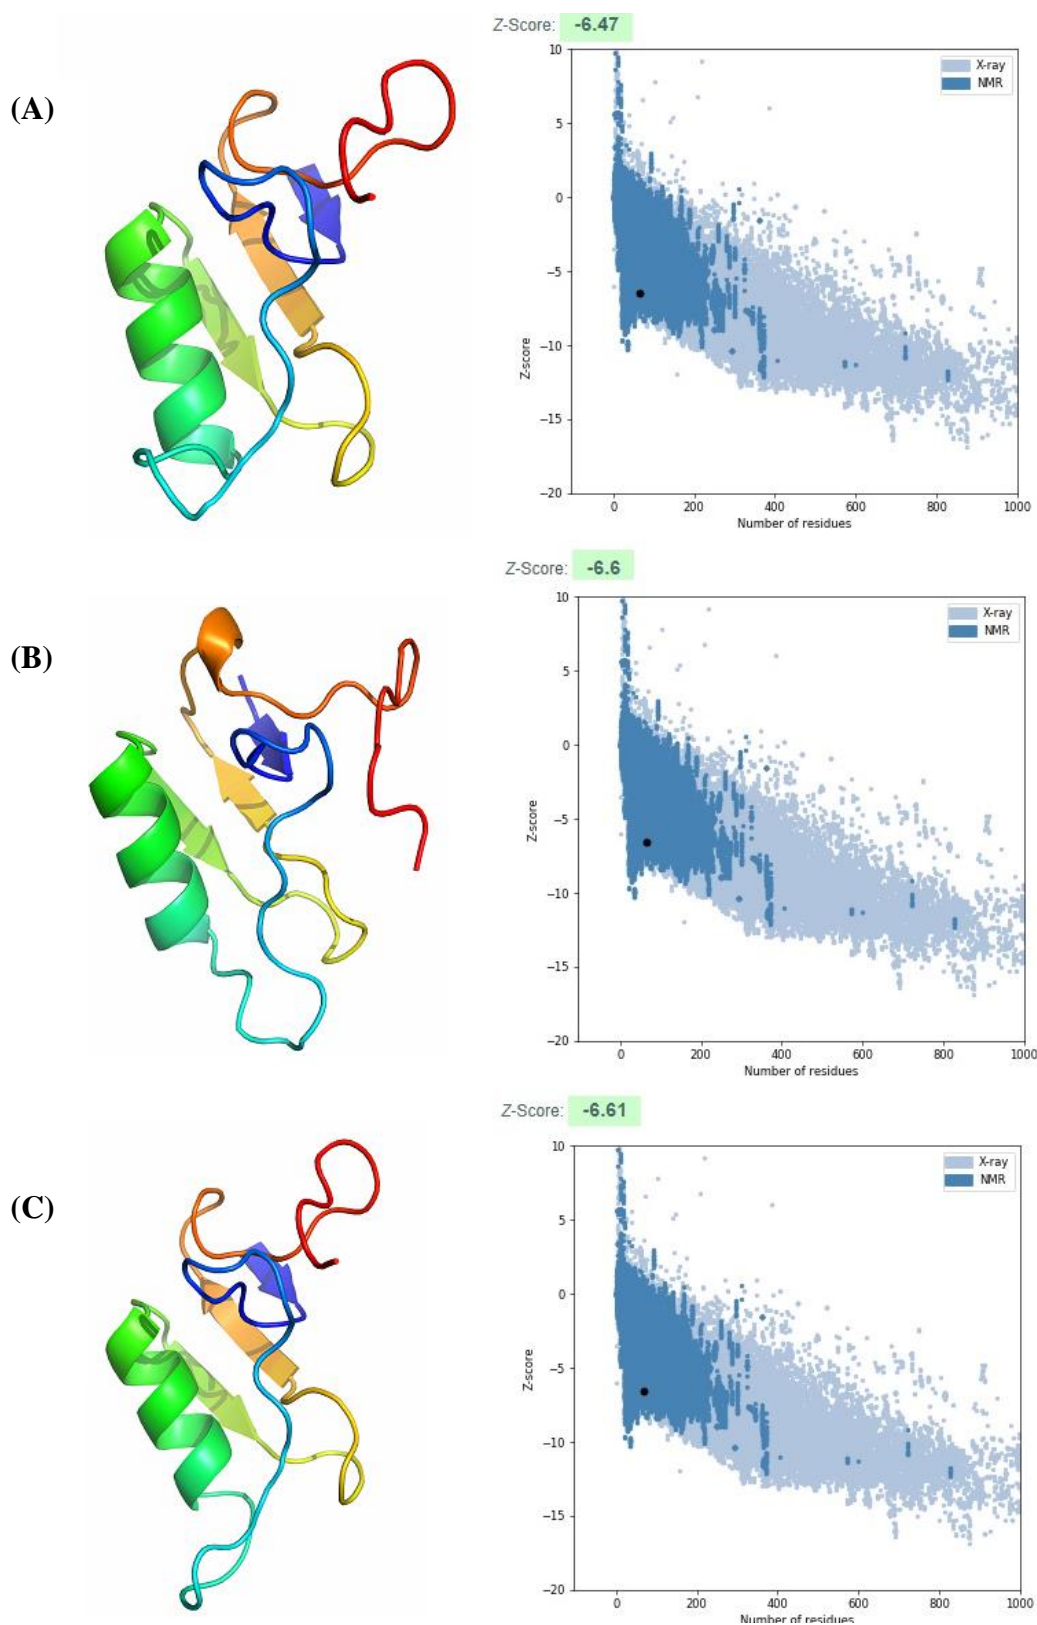 Z-Score: -6.47
(A)
X-ray
NMR
10
5
0
−5
−10
−15
−20
Z-score
0 200 400 600 800 1000
Number of residues
Z-Score: -6.6
(B)
X-ray
NMR
10
5
0
−5
−10
−15
−20
Z-score
0 200 400 600 800 1000
Number of residues
Z-Score: -6.61
(C)
X-ray
NMR
10
5
0
−5
−10
−15
−20
Z-score
0 200 400 600 800 1000
Number of residues